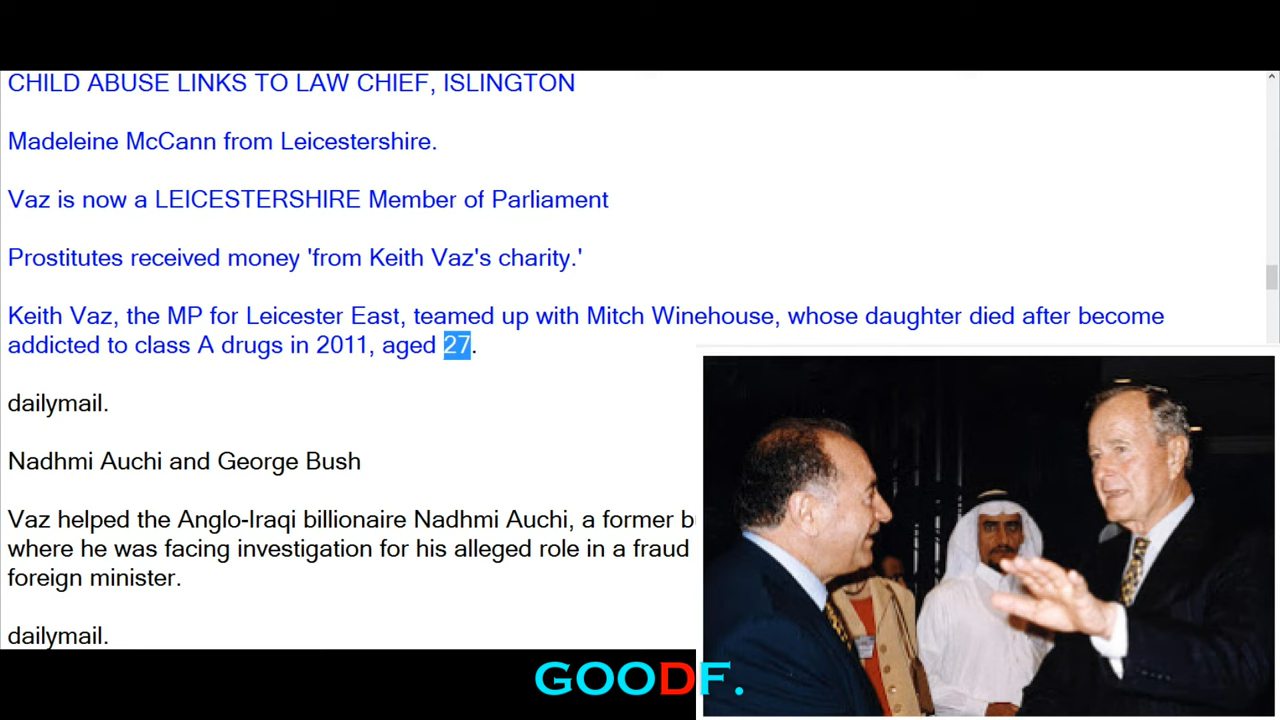 CHILD ABUSE LINKS TO LAW CHIEF, ISLINGTON
Madeleine McCann from Leicestershire.
Vaz is now a LEICESTERSHIRE Member of Parliament
Prostitutes received money 'from Keith Vaz's charity.'
Keith Vaz, the MP for Leicester East, teamed up with Mitch Winehouse, whose daughter died after become
addicted to class A drugs in 2011, aged 27.
dailymail.
Nadhmi Auchi and George Bush
Vaz helped the Anglo-Iraqi billionaire Nadhmi Auchi, a former
where he was facing investigation for his alleged role in a fraud
foreign minister.
dailymail.
GOODF.